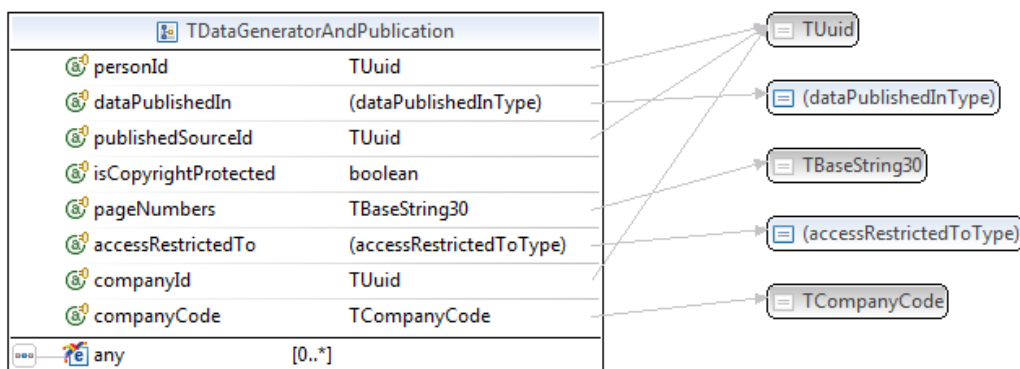 TDataGeneratorAndPublication
personId TUuid
dataPublishedIn (dataPublishedInType)
publishedSourceId TUuid
isCopyrightProtected boolean
pageNumbers TBaseString30
accessRestrictedTo (accessRestrictedToType)
companyId TUuid
companyCode TCompanyCode
any [0..*]
TUuid
(dataPublishedInType)
TBaseString30
(accessRestrictedToType)
TCompanyCode